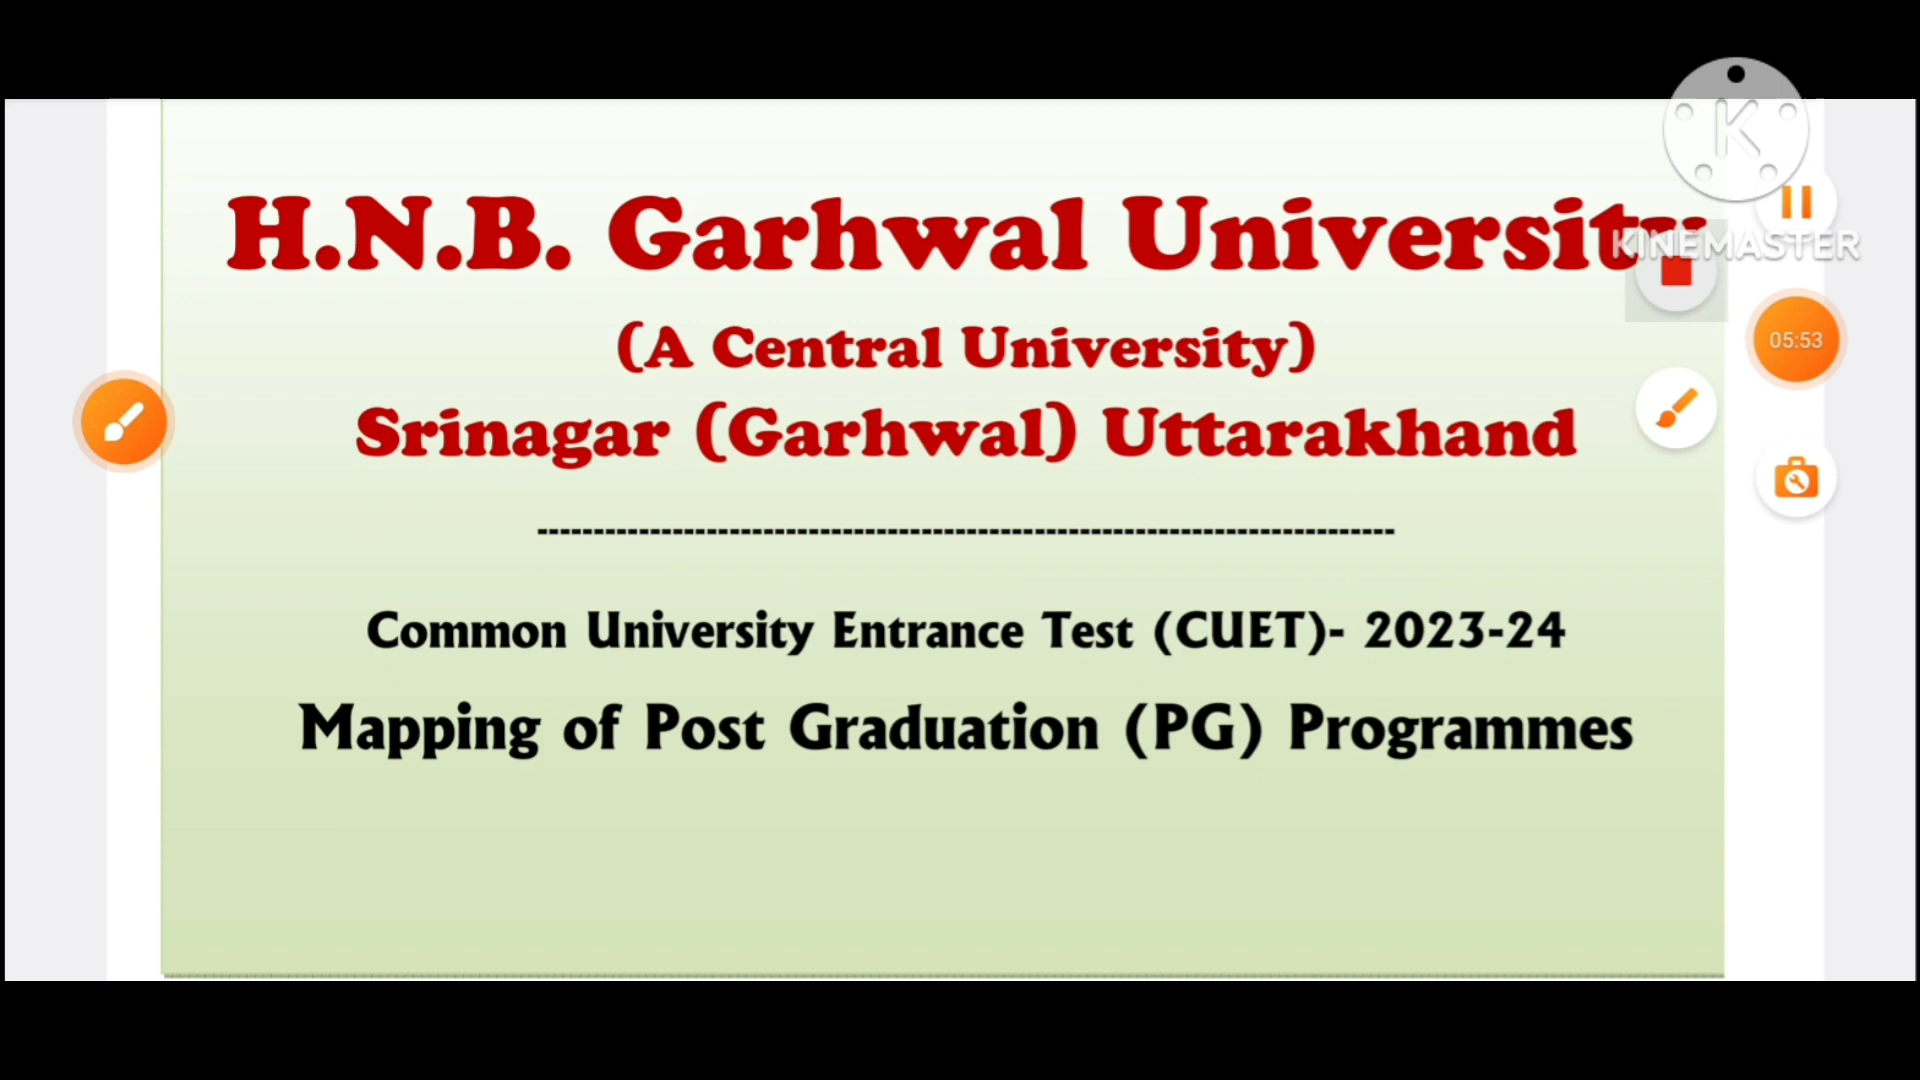 H.N.B. Garhwal University
(A Central University)
Srinagar (Garhwal) Uttarakhand
--------------------------------------------------------------------------------
Common University Entrance Test (CUET)- 2023-24
Mapping of Post Graduation (PG) Programmes
K
KINEMASTER
05:53